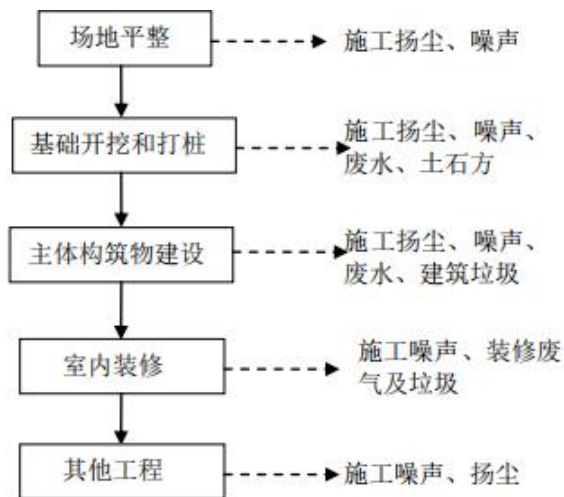 场地平整
施工扬尘、噪声
基础开挖和打桩
施工扬尘、噪声、
废水、土石方
主体构筑物建设
施工扬尘、噪声、
废水、建筑垃圾
室内装修
施工噪声、装修废
气及垃圾
其他工程
施工噪声、扬尘